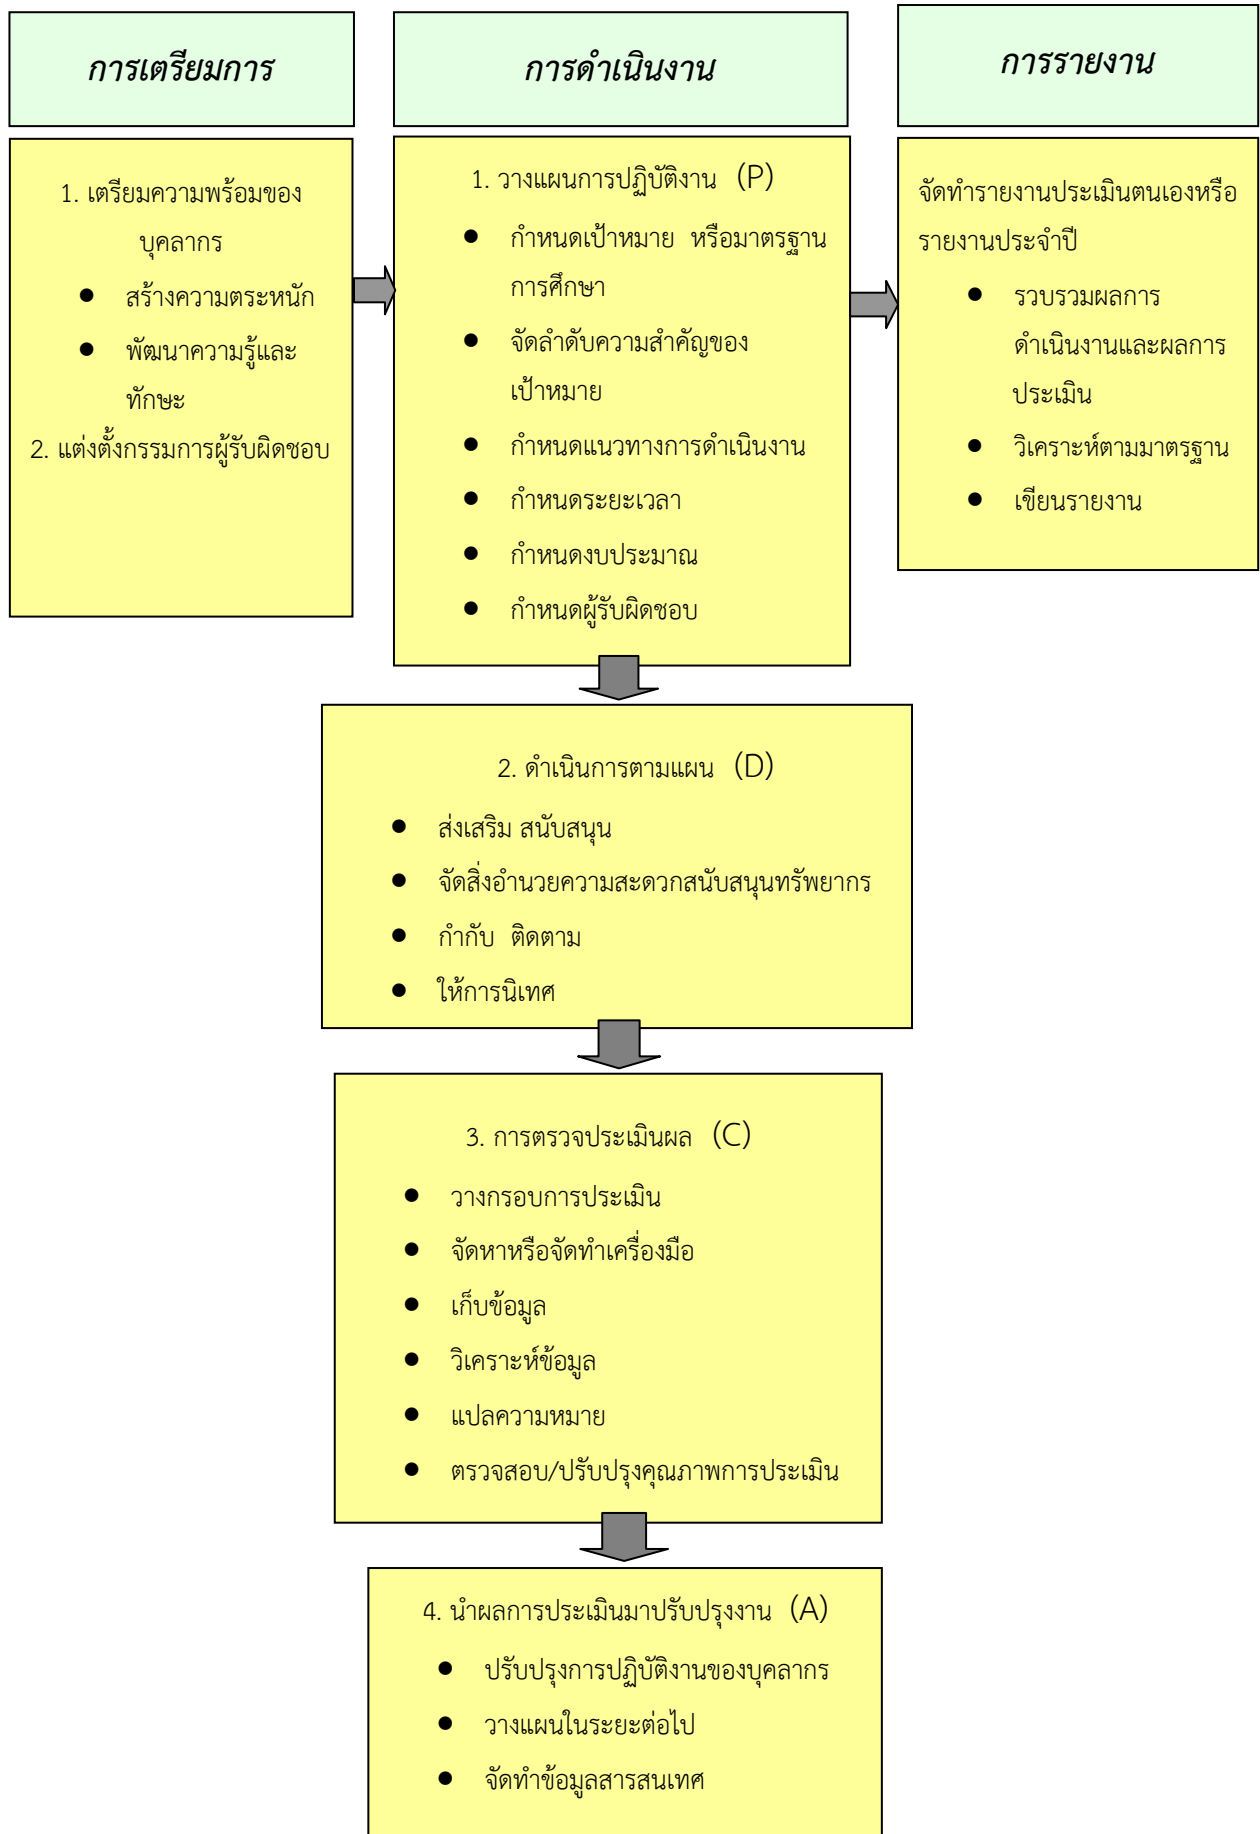 การเตรียมการ
1. เตรียมความพร้อมของ
บุคลากร
● สร้างความตระหนัก
● พัฒนาความรู้และ
ทักษะ
2. แต่งตั้งกรรมการผู้รับผิดชอบ
การดำเนินงาน
1. วางแผนการปฏิบัติงาน (P)
● กำหนดเป้าหมาย หรือมาตรฐาน
การศึกษา
● จัดลำดับความสำคัญของ
เป้าหมาย
● กำหนดแนวทางการดำเนินงาน
● กำหนดระยะเวลา
● กำหนดงบประมาณ
● กำหนดผู้รับผิดชอบ
2. ดำเนินการตามแผน (D)
● ส่งเสริม สนับสนุน
● จัดสิ่งอำนวยความสะดวกสนับสนุนทรัพยากร
● กำกับ ติดตาม
● ให้การนิเทศ
3. การตรวจประเมินผล (C)
● วางกรอบการประเมิน
● จัดหาหรือจัดทำเครื่องมือ
● เก็บข้อมูล
● วิเคราะห์ข้อมูล
● แปลความหมาย
● ตรวจสอบ/ปรับปรุงคุณภาพการประเมิน
4. นำผลการประเมินมาปรับปรุงงาน (A)
● ปรับปรุงการปฏิบัติงานของบุคลากร
● วางแผนในระยะต่อไป
● จัดทำข้อมูลสารสนเทศ
การรายงาน
จัดทำรายงานประเมินตนเองหรือ
รายงานประจำปี
● รวบรวมผลการ
ดำเนินงานและผลการ
ประเมิน
● วิเคราะห์ตามมาตรฐาน
● เขียนรายงาน